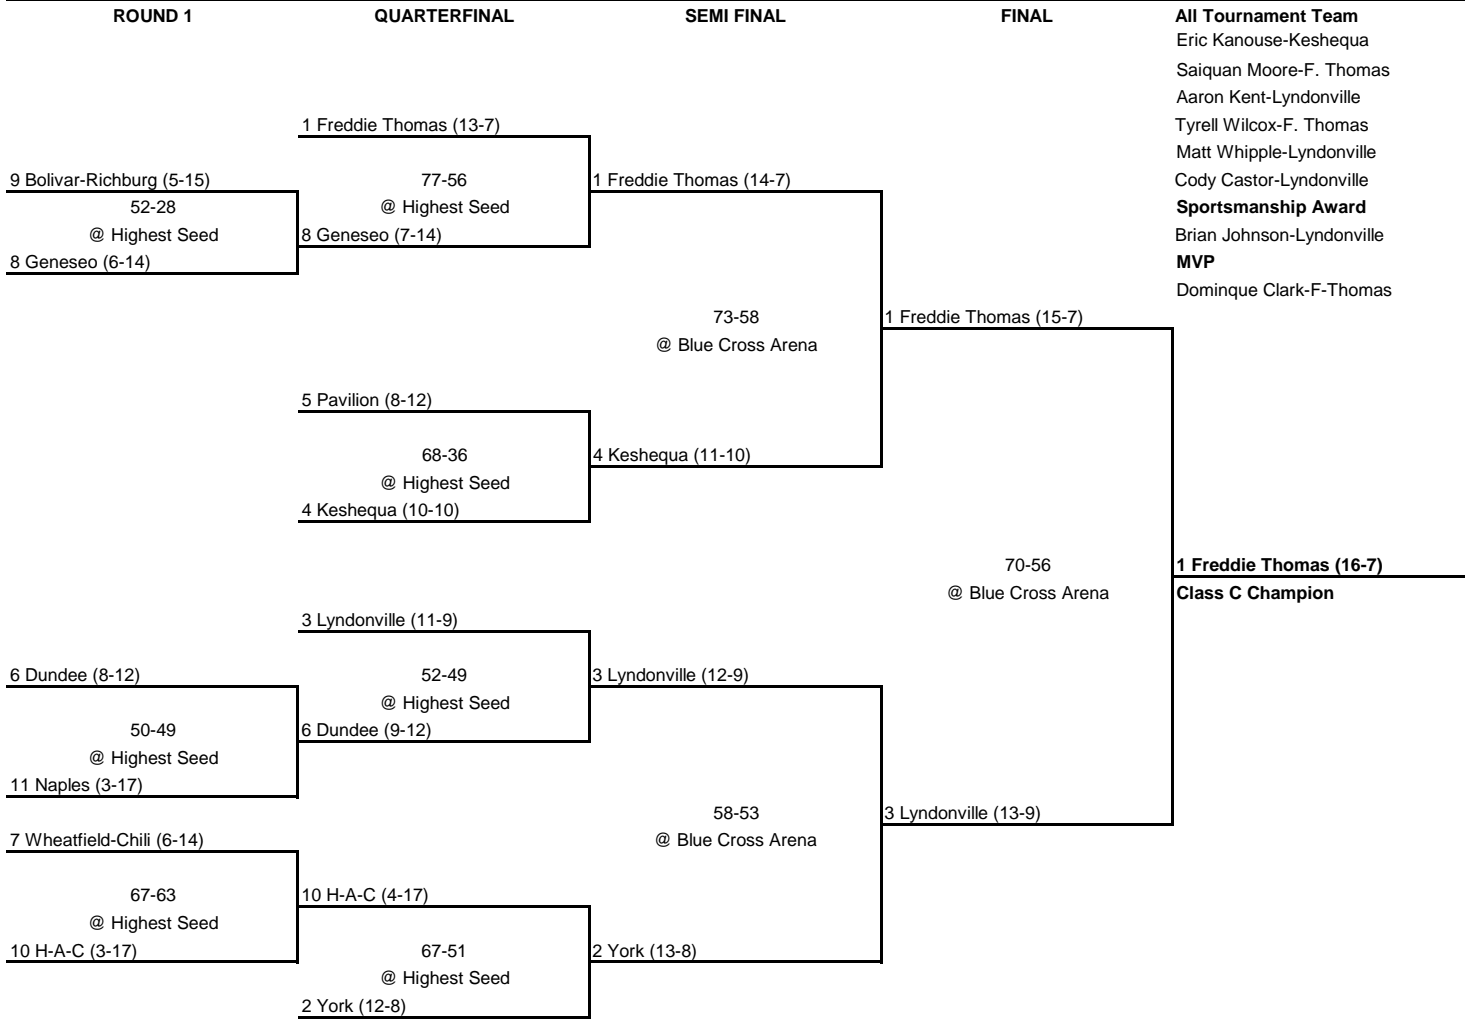 ROUND 1 QUARTERFINAL SEMI FINAL FINAL All Tournament Team
Eric Kanouse-Keshequa
Saiquan Moore-F. Thomas
Aaron Kent-Lyndonville
1 Freddie Thomas (13-7) Tyrell Wilcox-F. Thomas
Matt Whipple-Lyndonville
9 Bolivar-Richburg (5-15) 77-56 1 Freddie Thomas (14-7) Cody Castor-Lyndonville
52-28 @ Highest Seed Sportsmanship Award
@ Highest Seed 8 Geneseo (7-14) Brian Johnson-Lyndonville
8 Geneseo (6-14) MVP
Dominque Clark-F-Thomas
73-58 1 Freddie Thomas (15-7)
@ Blue Cross Arena
5 Pavilion (8-12)
68-36 4 Keshequa (11-10)
@ Highest Seed
4 Keshequa (10-10)
70-56 1 Freddie Thomas (16-7)
@ Blue Cross Arena Class C Champion
3 Lyndonville (11-9)
6 Dundee (8-12) 52-49 3 Lyndonville (12-9)
@ Highest Seed
50-49 6 Dundee (9-12)
@ Highest Seed
11 Naples (3-17)
58-53 3 Lyndonville (13-9)
7 Wheatfield-Chili (6-14) @ Blue Cross Arena
67-63 10 H-A-C (4-17)
@ Highest Seed
10 H-A-C (3-17) 67-51 2 York (13-8)
@ Highest Seed
2 York (12-8)